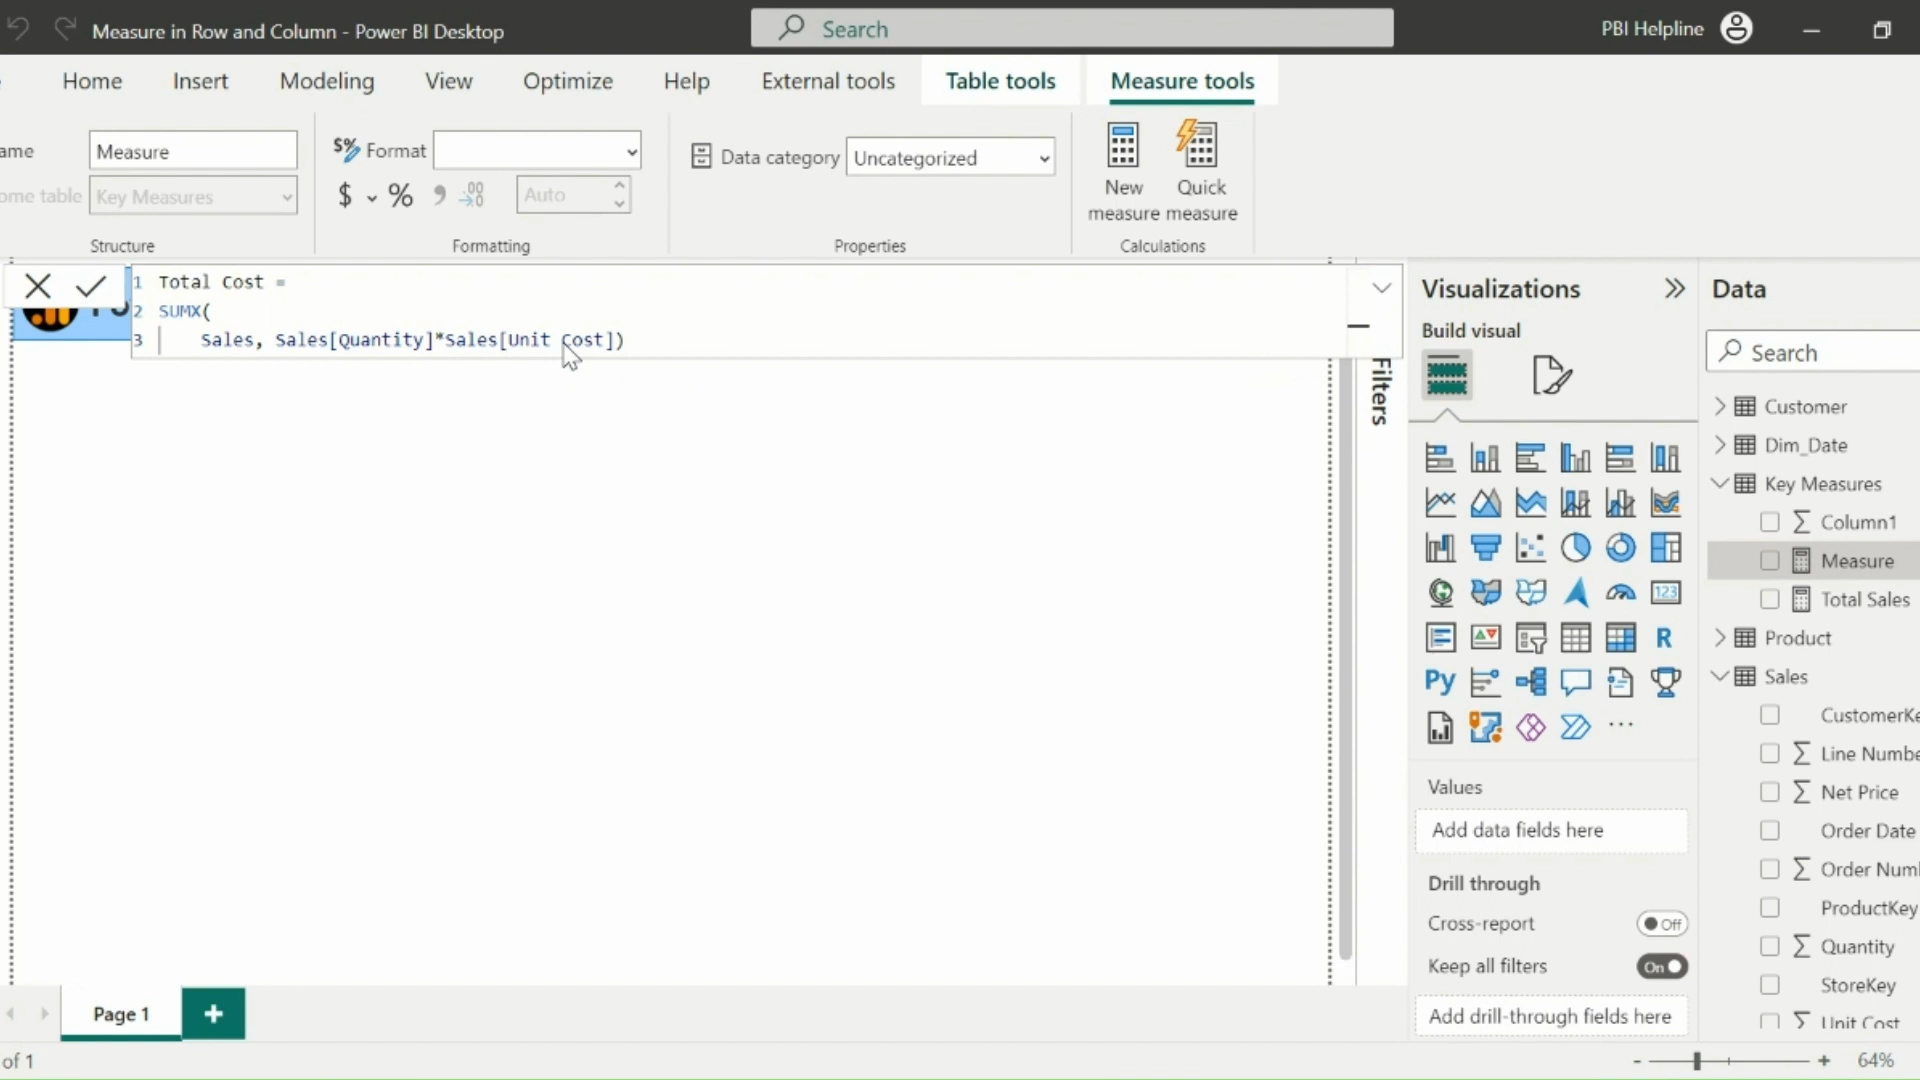 Measure in Row and Column - Power BI Desktop
Search
PBI Helpline
Home
Insert
Modeling
View
Optimize
Help
External tools
Table tools
Measure tools
ame
Measure
ome table
Key Measures
Structure
$% Format
$ % 9 .00
Auto
Formatting
Data category
Uncategorized
Properties
New measure
Quick measure
Calculations
1 Total Cost =
2 SUMX(
3 Sales, Sales[Quantity]*Sales[Unit Cost])
Filters
Visualizations
Build visual
123
R
Py
...
Values
Add data fields here
Drill through
Cross-report
Off
Keep all filters
On
Add drill-through fields here
Data
Search
Customer
Dim_Date
Key Measures
Column1
Measure
Total Sales
Product
Sales
CustomerKe
Line Numbe
Net Price
Order Date
Order Numl
ProductKey
Quantity
StoreKey
Unit Cost
Page 1
+
of 1
- + 64%